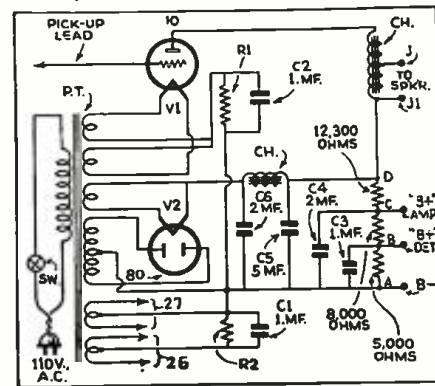 PICK-UP
LEAD
10
CH.
J
TO
SPKR.
J1
R1
C2
1.MF.
P.T.
V1
12,300
OHMS
CH.
D
V2
C6
2 MF.
C4
2 MF.
C
"B+"
AMP.
C3
1.MF.
B
"B+"
DET.
C5
5 MF.
SW.
80
A
B-
27
C1
1.MF.
8,000
OHMS
26
R2
5,000
OHMS
110V.,
A.C.